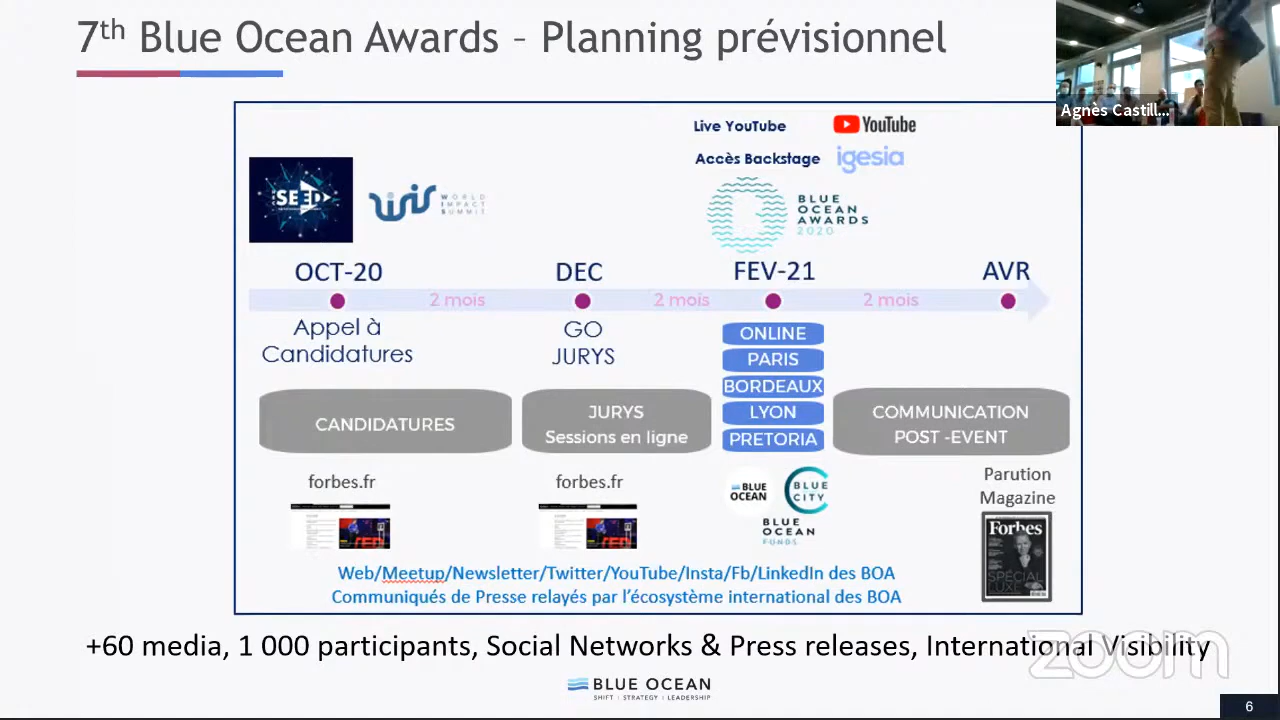 7th Blue Ocean Awards – Planning prévisionnel
Agnès Castill...
Live YouTube
YouTube
Accès Backstage
igesia
SEED
WIS
WORLD
IMPACT
SUMMIT
BLUE
OCEAN
AWARDS
2020
OCT-20
DEC
FEV-21
AVR
2 mois
2 mois
2 mois
Appel à
Candidatures
GO
JURYS
ONLINE
PARIS
BORDEAUX
LYON
PRETORIA
CANDIDATURES
JURYS
Sessions en ligne
COMMUNICATION
POST -EVENT
forbes.fr
forbes.fr
BLUE
OCEAN
BLUE
CITY
BLUE
OCEAN
FUNDS
Parution
Magazine
Forbes
SPÉCIAL
LUXE
Web/Meetup/Newsletter/Twitter/YouTube/Insta/Fb/LinkedIn des BOA
Communiqués de Presse relayés par l'écosystème international des BOA
+60 media, 1 000 participants, Social Networks & Press releases, International Visibility
zoom
BLUE OCEAN
SHIFT | STRATEGY | LEADERSHIP
6